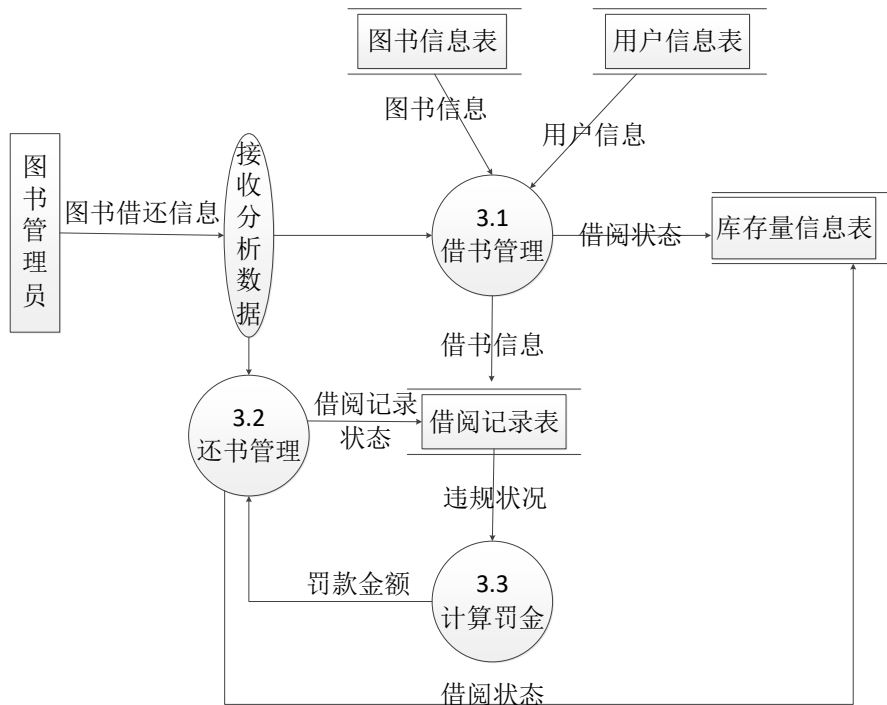 图书信息表
用户信息表
图书信息
用户信息
图书管理员
图书借还信息
接收分析数据
3.1
借书管理
借阅状态
库存量信息表
借书信息
3.2
还书管理
借阅记录
状态
借阅记录表
违规状况
罚款金额
3.3
计算罚金
借阅状态